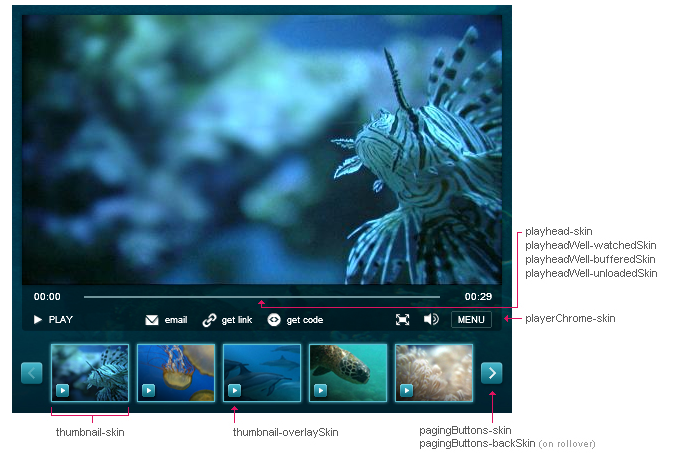 playhead-skin
playheadWell-watchedSkin
playheadWell-bufferedSkin
playheadWell-unloadedSkin
00:00
00:29
PLAY
email
get link
get code
MENU
playerChrome-skin
thumbnail-skin
thumbnail-overlaySkin
pagingButtons-skin
pagingButtons-backSkin (on rollover)